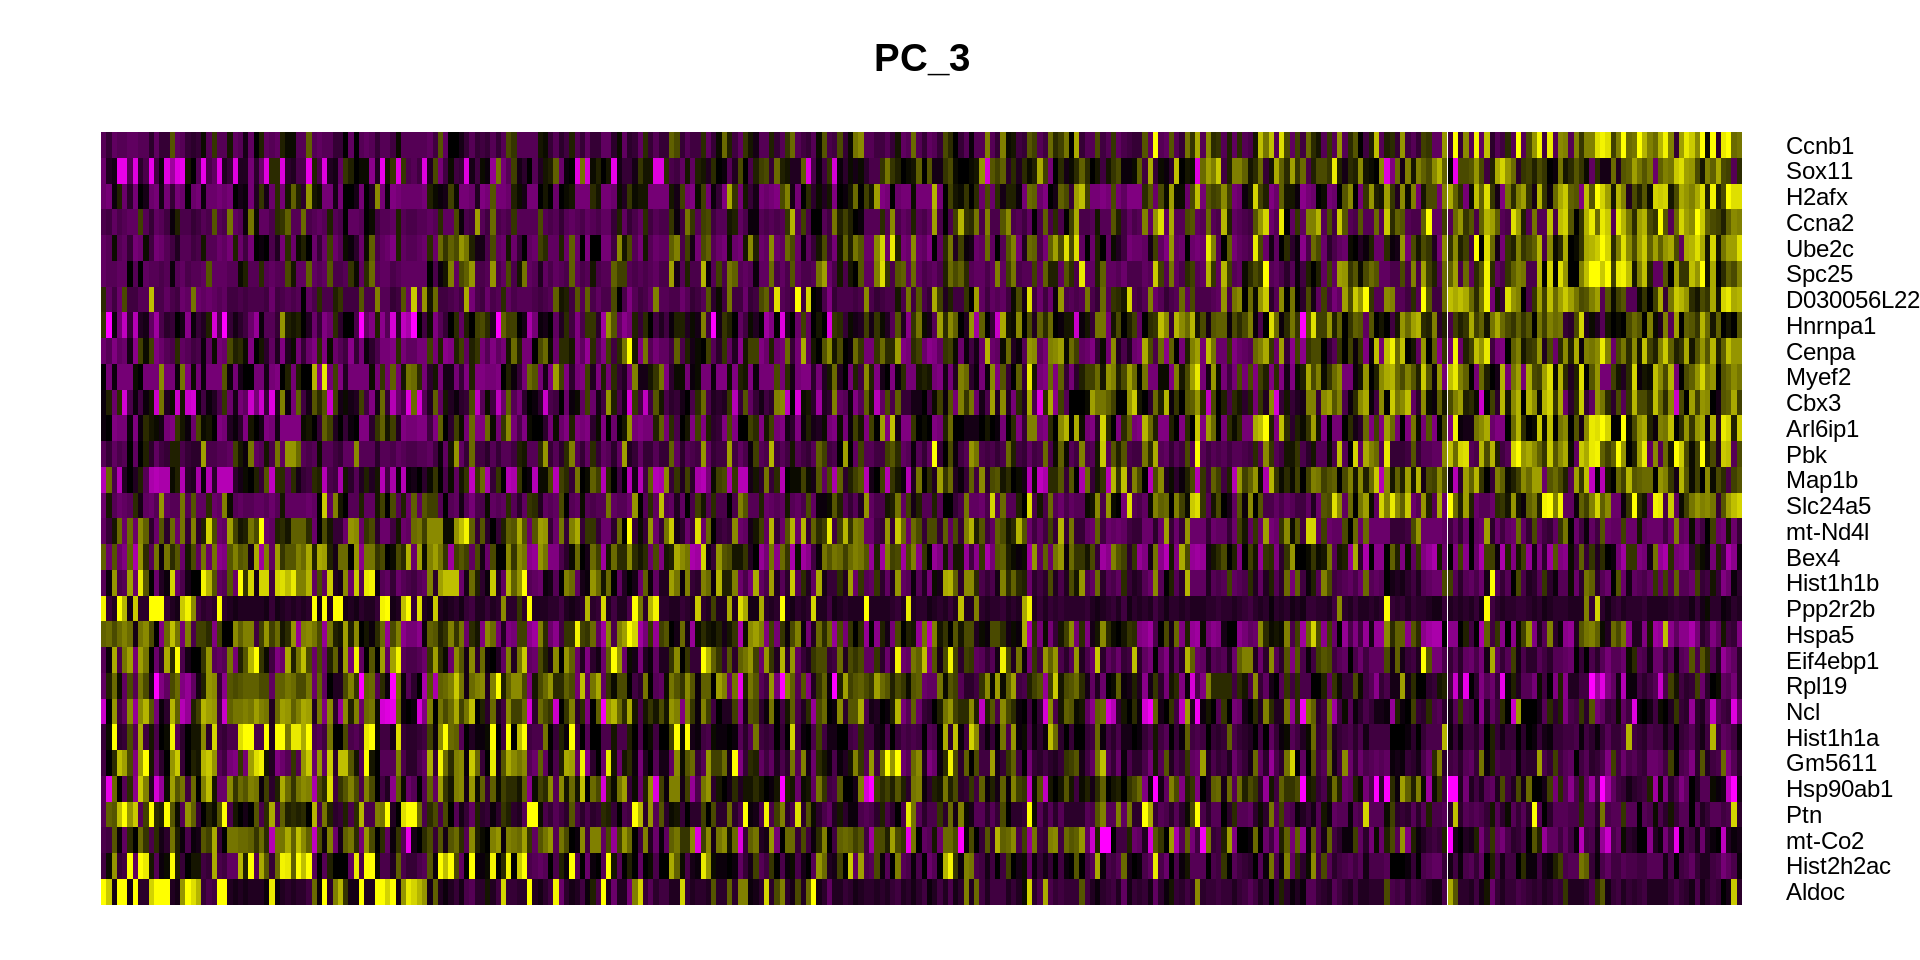 PC_3
Ccnb1
Sox11
H2afx
Ccna2
Ube2c
Spc25
D030056L22
Hnrnpa1
Cenpa
Myef2
Cbx3
Arl6ip1
Pbk
Map1b
Slc24a5
mt-Nd4l
Bex4
Hist1h1b
Ppp2r2b
Hspa5
Eif4ebp1
Rpl19
Ncl
Hist1h1a
Gm5611
Hsp90ab1
Ptn
mt-Co2
Hist2h2ac
Aldoc